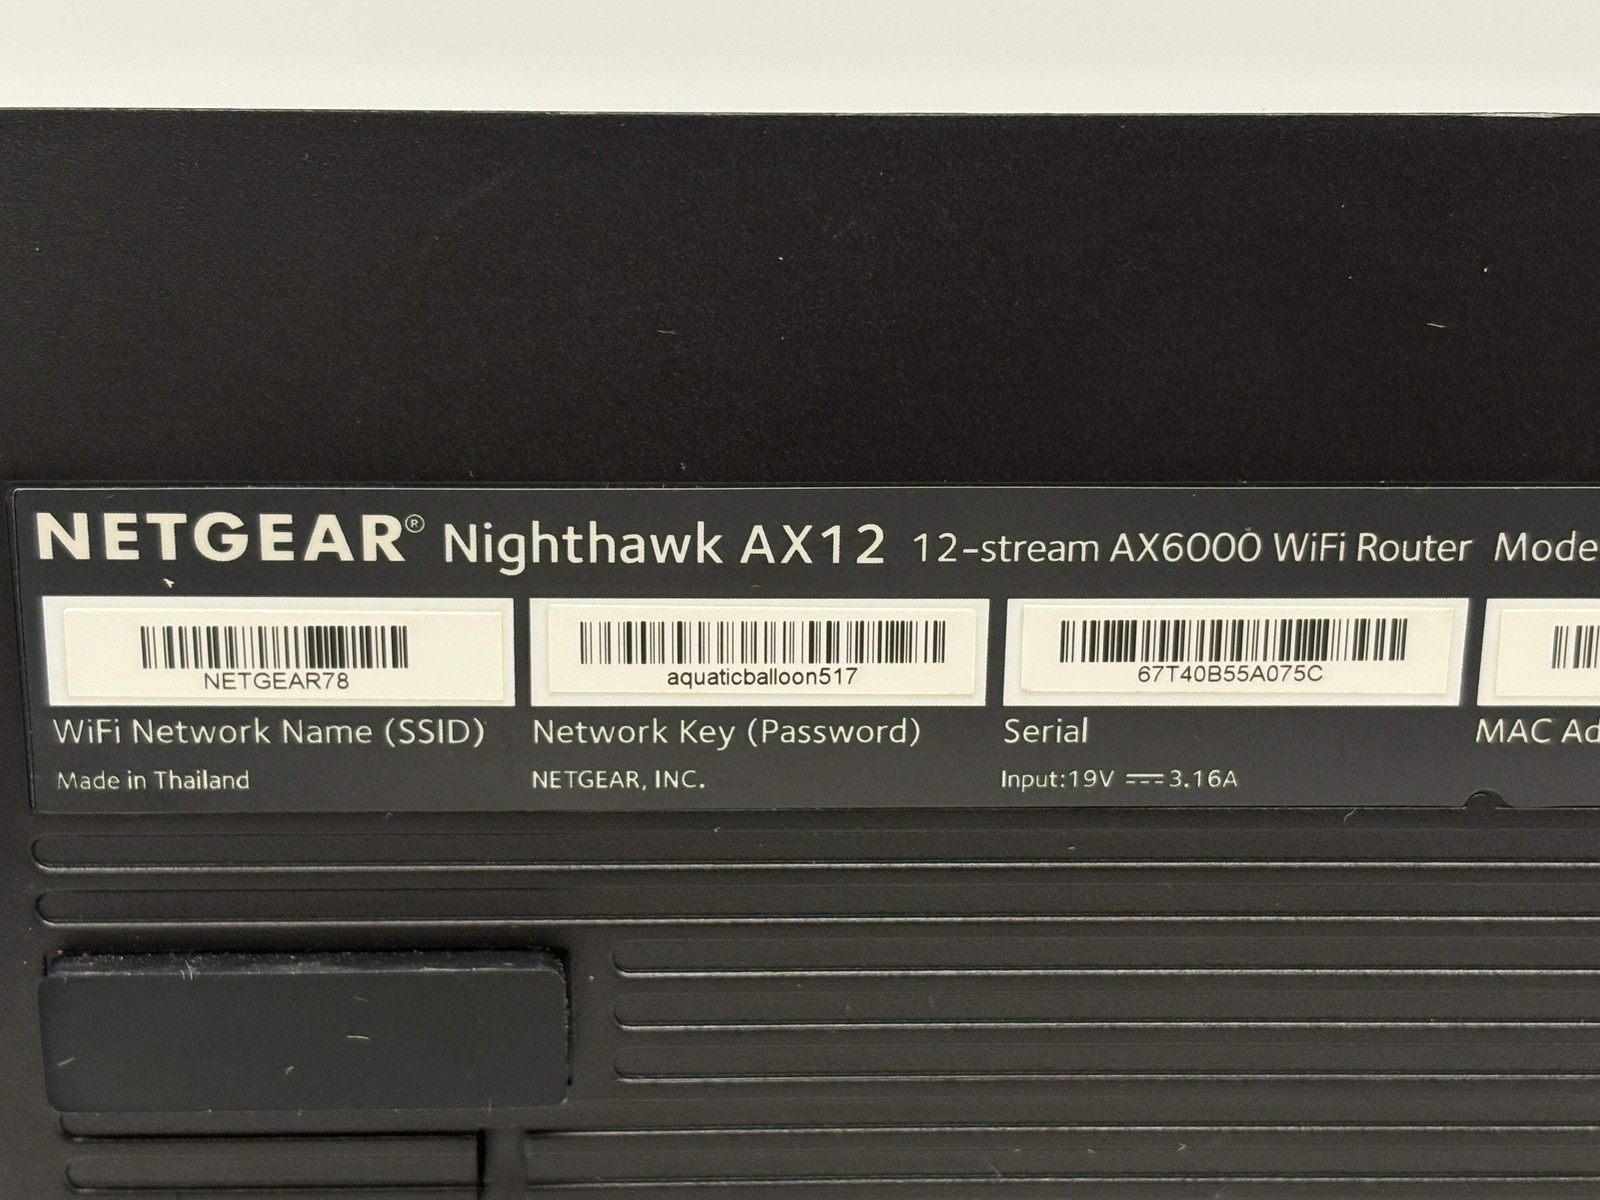 NETGEAR® Nighthawk AX12 12-stream AX6000 WiFi Router
NETGEAR78 aquaticballoon517 67T40B55A075C
WiFi Network Name (SSID) Network Key (Password) Serial MAC
Made in Thailand NETGEAR, INC. Input:19V ⎓ 3.16A